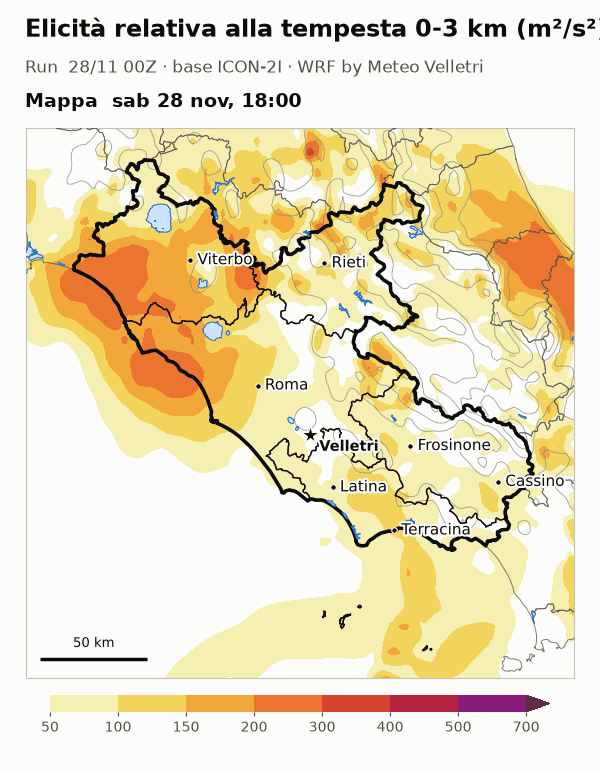 Elicità relativa alla tempesta 0-3 km (m²/s²)
Run  28/11 00Z · base ICON-2I · WRF by Meteo Velletri
Mappa  sab 28 nov, 18:00
Viterbo
Rieti
Roma
Velletri
Frosinone
Cassino
Latina
Terracina
50 km
50 100 150 200 300 400 500 700